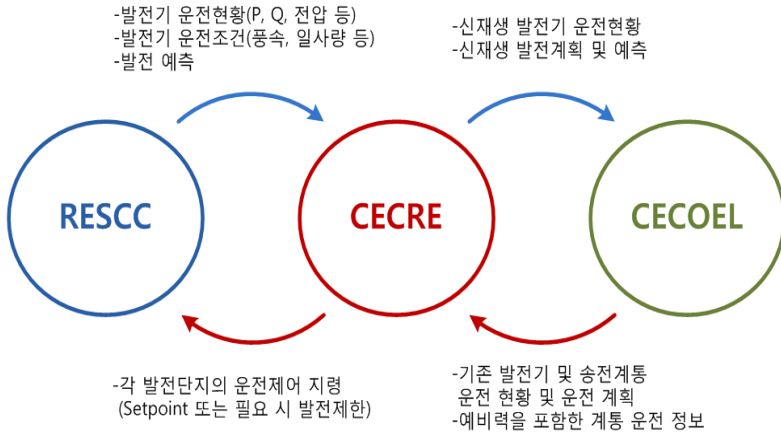 -발전기 운전현황(P, Q, 전압 등)
-발전기 운전조건(풍속, 일사량 등)
-발전 예측
-신재생 발전기 운전현황
-신재생 발전계획 및 예측
RESCC
CECRE
CECOEL
-각 발전단지의 운전제어 지령
(Setpoint 또는 필요 시 발전제한)
-기존 발전기 및 송전계통
운전 현황 및 운전 계획
-예비력을 포함한 계통 운전 정보